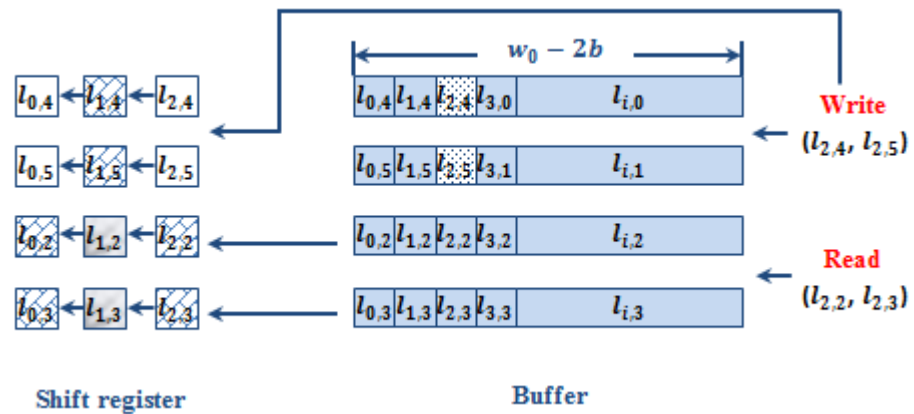 w₀ − 2b
l₀,₄ l₁,₄ l₂,₄ l₀,₄ l₁,₄ l₂,₄ l₃,₀ lᵢ,₀ Write
(l₂,₄, l₂,₅)
l₀,₅ l₁,₅ l₂,₅ l₀,₅ l₁,₅ l₂,₅ l₃,₁ lᵢ,₁
l₀,₂ l₁,₂ l₂,₂ l₀,₂ l₁,₂ l₂,₂ l₃,₂ lᵢ,₂
Read
(l₂,₂, l₂,₃)
l₀,₃ l₁,₃ l₂,₃ l₀,₃ l₁,₃ l₂,₃ l₃,₃ lᵢ,₃
Shift register Buffer